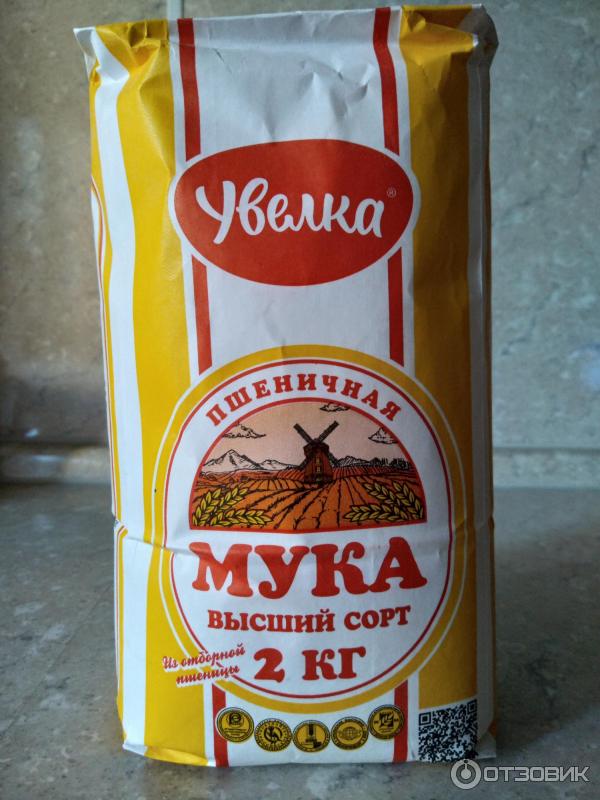 Увелка®
ПШЕНИЧНАЯ
МУКА
ВЫСШИЙ СОРТ
Из отборной
пшеницы
2 КГ
ОТЗОВИК